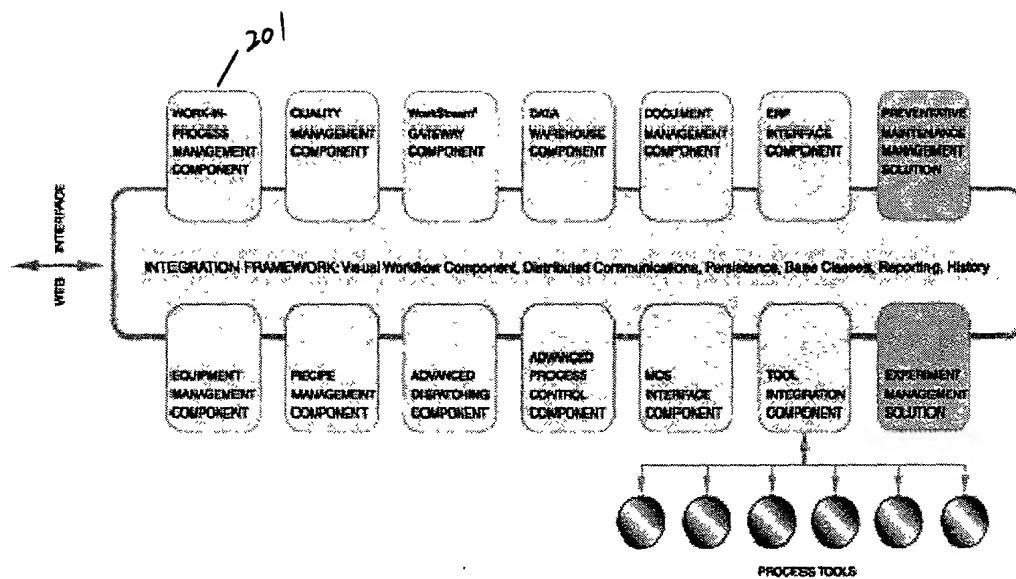 201
WORK-IN-
PROCESS
MANAGEMENT
COMPONENT
QUALITY
MANAGEMENT
COMPONENT
WorkStream
GATEWAY
COMPONENT
DATA
WAREHOUSE
COMPONENT
DOCUMENT
MANAGEMENT
COMPONENT
ERP
INTERFACE
COMPONENT
PREVENTATIVE
MAINTENANCE
MANAGEMENT
SOLUTION
WEB INTERFACE
INTEGRATION FRAMEWORK: Visual Workflow Component, Distributed Communications, Persistence, Base Classes, Reporting, History
EQUIPMENT
MANAGEMENT
COMPONENT
RECIPE
MANAGEMENT
COMPONENT
ADVANCED
DISPATCHING
COMPONENT
ADVANCED
PROCESS
CONTROL
COMPONENT
MCS
INTERFACE
COMPONENT
TOOL
INTEGRATION
COMPONENT
EXPERIMENT
MANAGEMENT
SOLUTION
PROCESS TOOLS